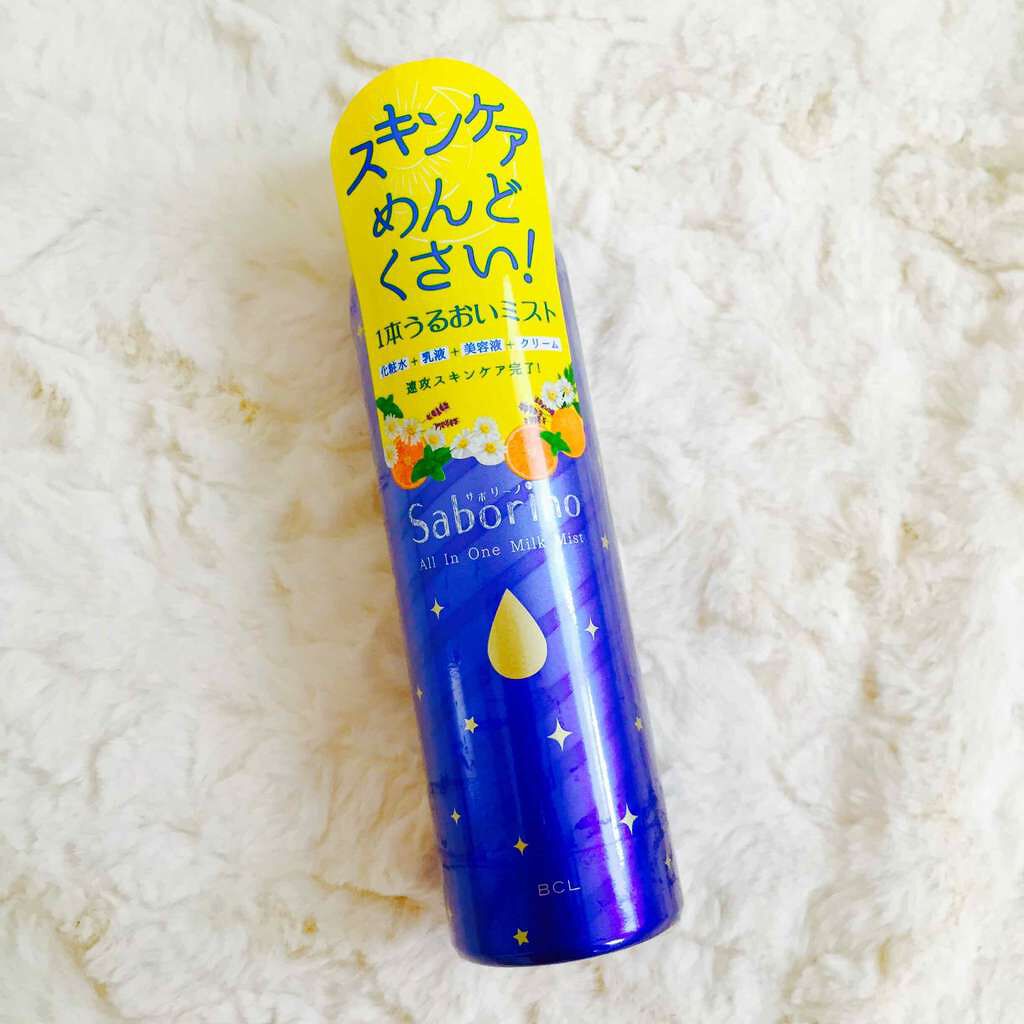 スキンケア
めんど
くさい!
1本うるおいミスト
化粧水+乳液+美容液+クリーム
速攻スキンケア完了!
サボリーノ
Saborino
All In One Milk Mist
BCL